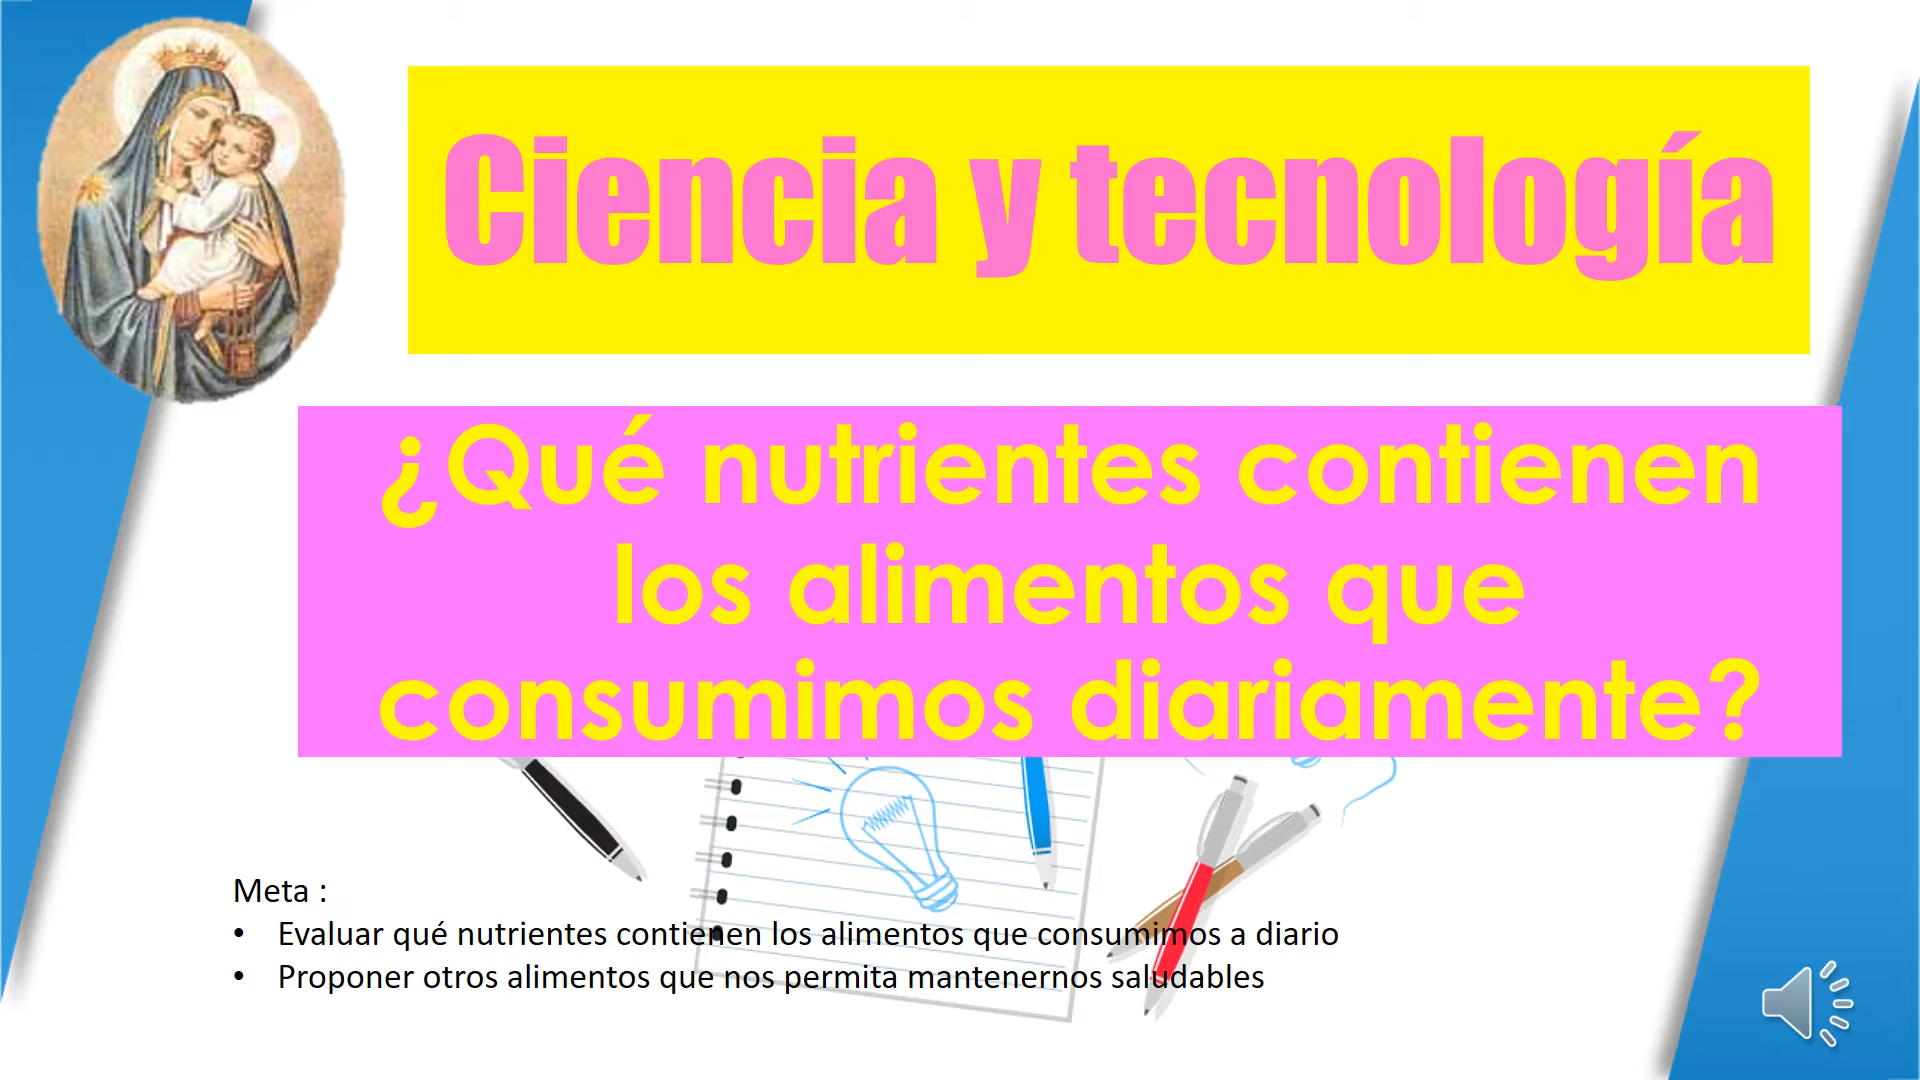 Ciencia y tecnología
¿Qué nutrientes contienen
los alimentos que
consumimos diariamente?
Meta :
• Evaluar qué nutrientes contienen los alimentos que consumimos a diario
• Proponer otros alimentos que nos permita mantenernos saludables